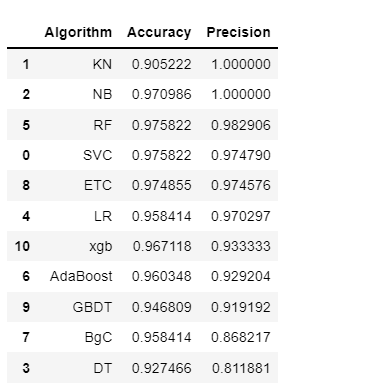 Algorithm Accuracy Precision
1 KN 0.905222 1.000000
2 NB 0.970986 1.000000
5 RF 0.975822 0.982906
0 SVC 0.975822 0.974790
8 ETC 0.974855 0.974576
4 LR 0.958414 0.970297
10 xgb 0.967118 0.933333
6 AdaBoost 0.960348 0.929204
9 GBDT 0.946809 0.919192
7 BgC 0.958414 0.868217
3 DT 0.927466 0.811881